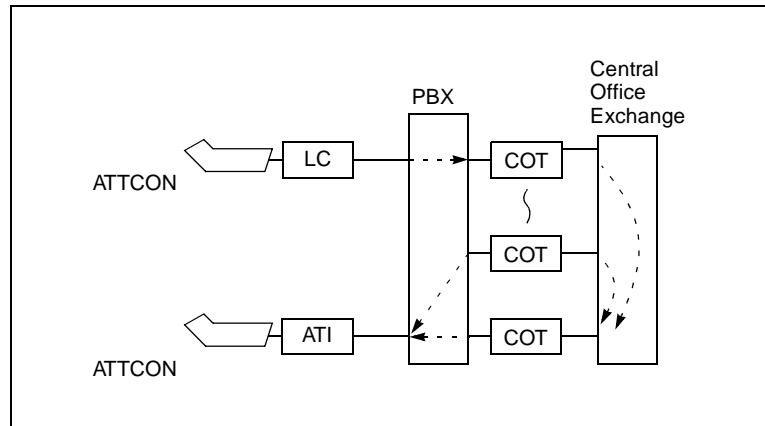 Central
Office
Exchange
PBX
LC
COT
ATTCON
COT
ATI
COT
ATTCON